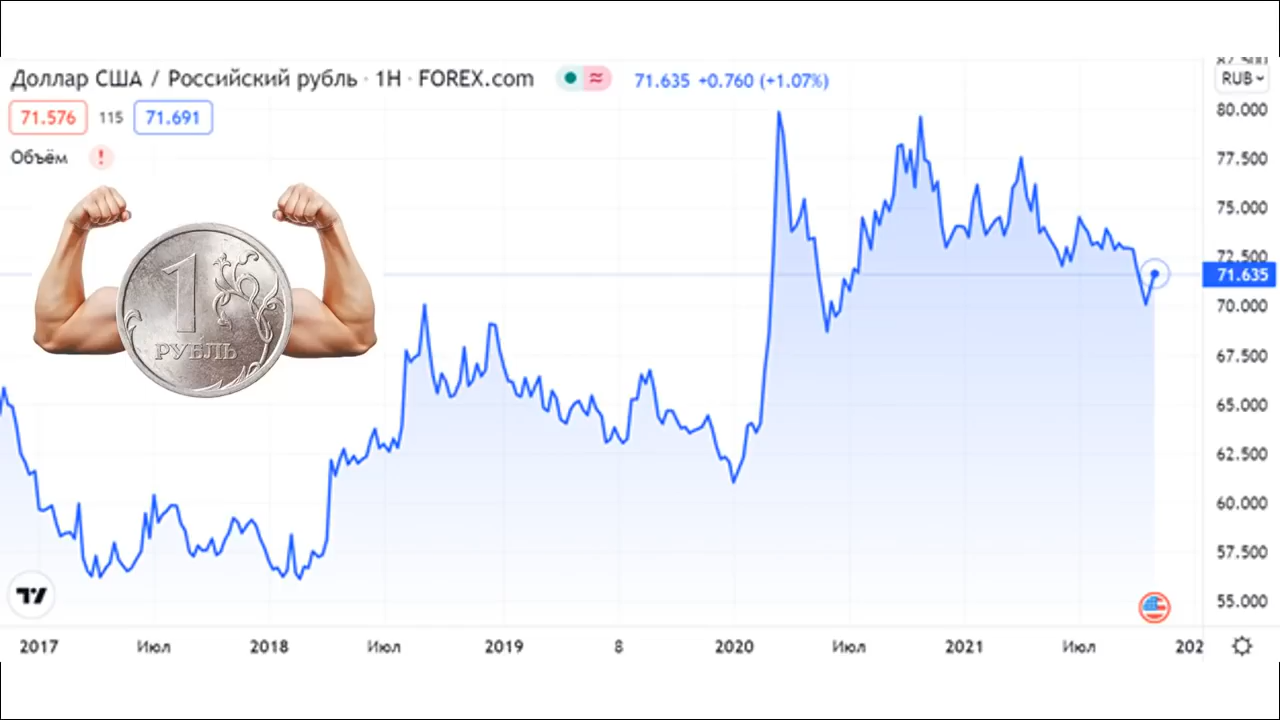 Доллар США / Российский рубль · 1Н · FOREX.com
71.635 +0.760 (+1.07%)
RUB
71.576 115 71.691
Объём
80.000
77.500
75.000
72.500
71.635
70.000
67.500
65.000
62.500
60.000
57.500
55.000
1
РУБЛЬ
2017 Июл 2018 Июл 2019 8 2020 Июл 2021 Июл 202